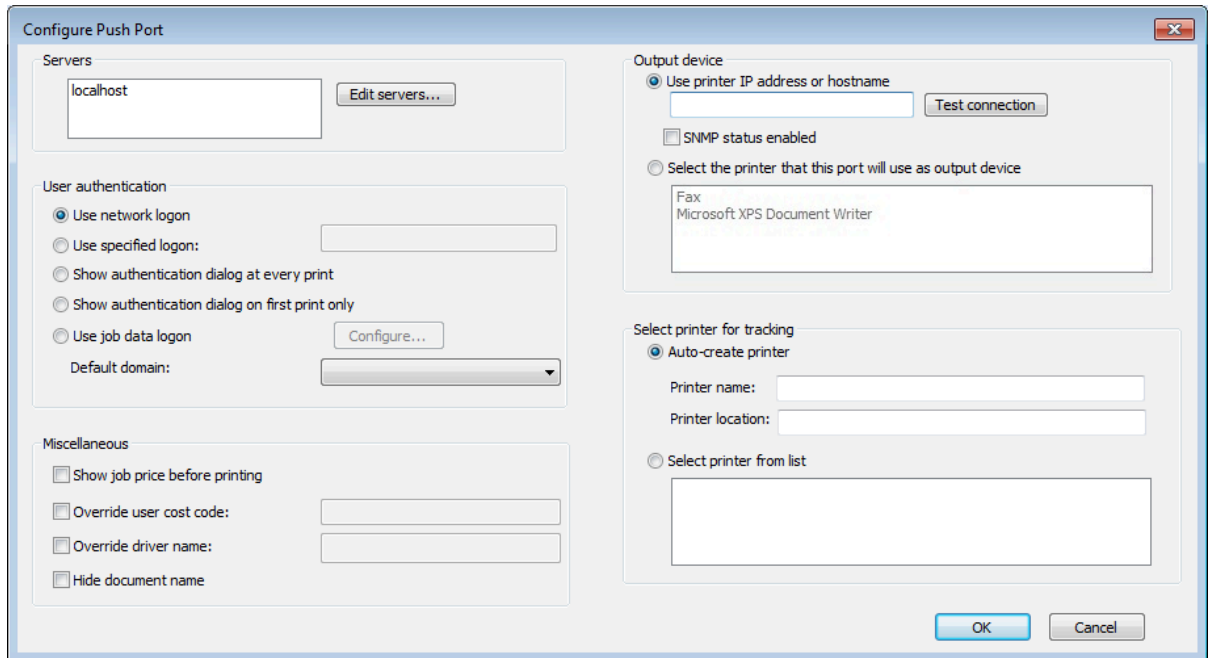 Configure Push Port
Servers
localhost
Edit servers...
User authentication
Use network logon
Use specified logon:
Show authentication dialog at every print
Show authentication dialog on first print only
Use job data logon
Configure...
Default domain:
Miscellaneous
Show job price before printing
Override user cost code:
Override driver name:
Hide document name
Output device
Use printer IP address or hostname
Test connection
SNMP status enabled
Select the printer that this port will use as output device
Fax
Microsoft XPS Document Writer
Select printer for tracking
Auto-create printer
Printer name:
Printer location:
Select printer from list
OK
Cancel